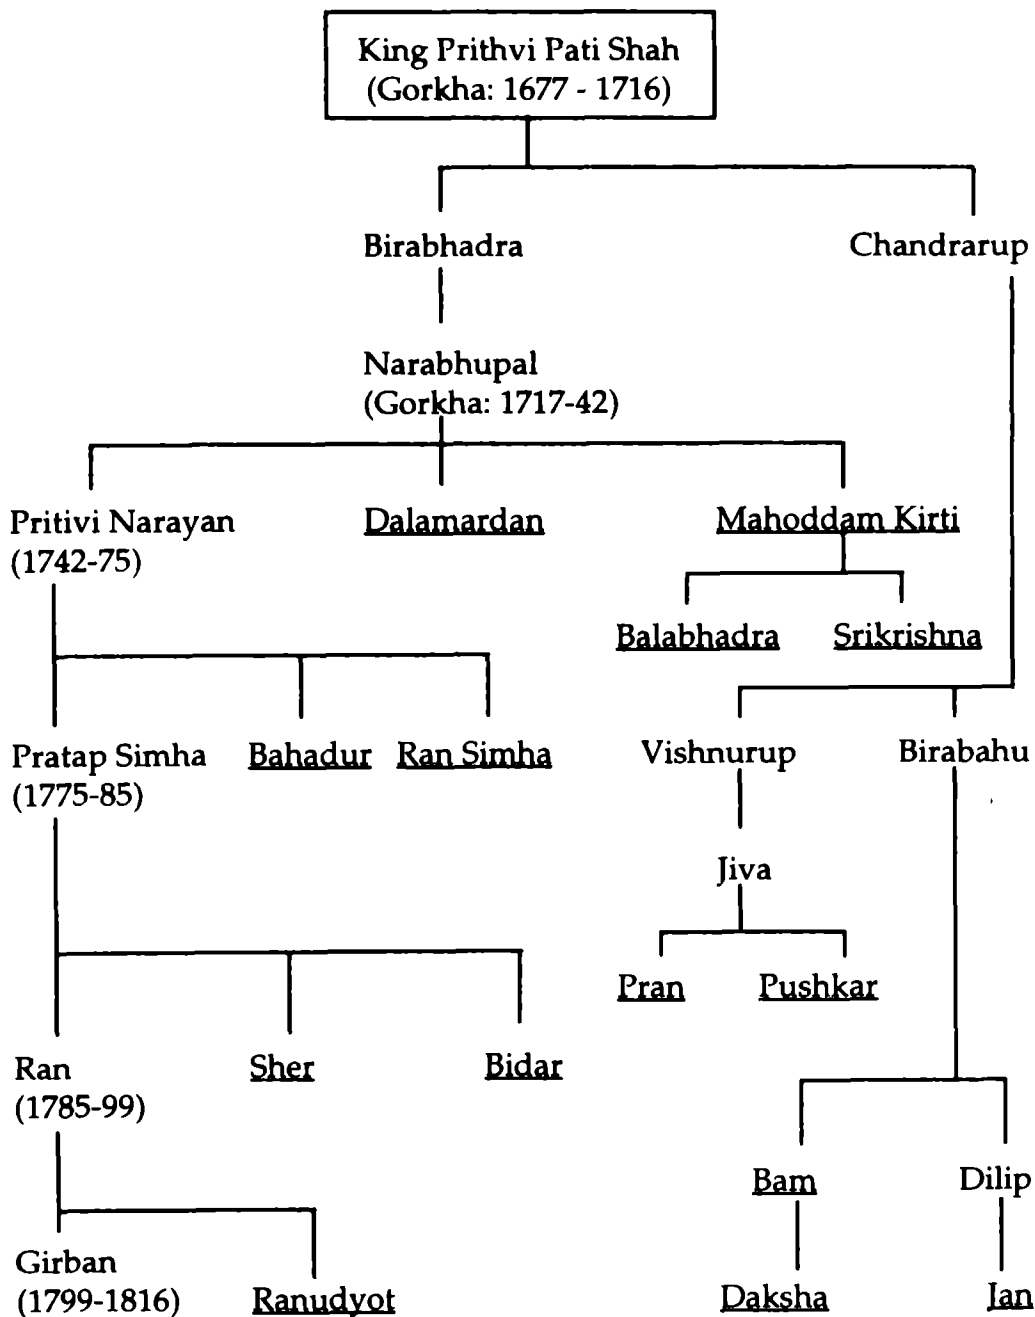 King Prithvi Pati Shah
(Gorkha: 1677 - 1716)
Birabhadra
Chandrarup
Narabhupal
(Gorkha: 1717-42)
Pritivi Narayan
(1742-75)
Dalamardan
Mahoddam Kirti
Balabhadra
Srikrishna
Pratap Simha
(1775-85)
Bahadur
Ran Simha
Vishnurup
Birabahu
Jiva
Pran
Pushkar
Ran
(1785-99)
Sher
Bidar
Bam
Dilip
Girban
(1799-1816)
Ranudyot
Daksha
Jan